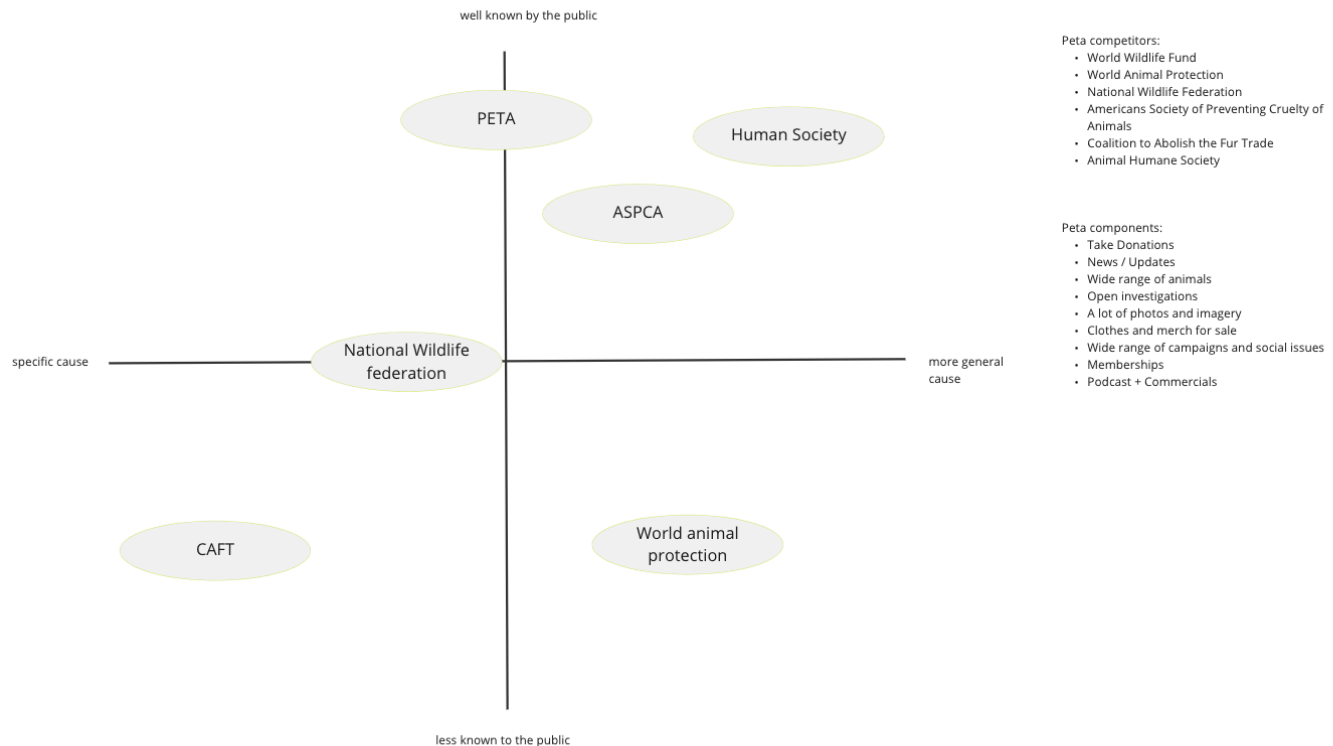 well known by the public
PETA
Human Society
ASPCA
specific cause
National Wildlife
federation
more general
cause
CAFT
World animal
protection
less known to the public
Peta competitors:
• World Wildlife Fund
• World Animal Protection
• National Wildlife Federation
• Americans Society of Preventing Cruelty of
Animals
• Coalition to Abolish the Fur Trade
• Animal Humane Society
Peta components:
• Take Donations
• News / Updates
• Wide range of animals
• Open investigations
• A lot of photos and imagery
• Clothes and merch for sale
• Wide range of campaigns and social issues
• Memberships
• Podcast + Commercials